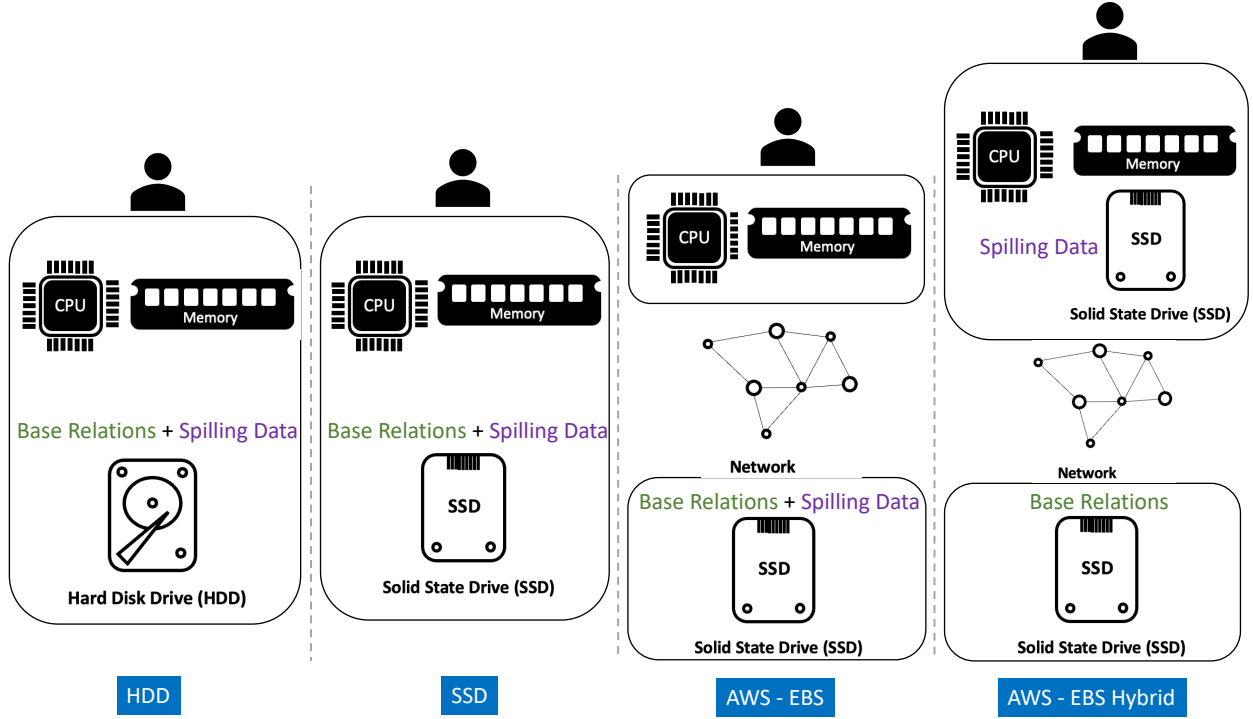 CPU
Memory
Base Relations + Spilling Data
Hard Disk Drive (HDD)
HDD
CPU
Memory
Base Relations + Spilling Data
SSD
Solid State Drive (SSD)
SSD
CPU
Memory
Network
Base Relations + Spilling Data
SSD
Solid State Drive (SSD)
AWS - EBS
CPU
Memory
Spilling Data
SSD
Solid State Drive (SSD)
Network
Base Relations
SSD
Solid State Drive (SSD)
AWS - EBS Hybrid